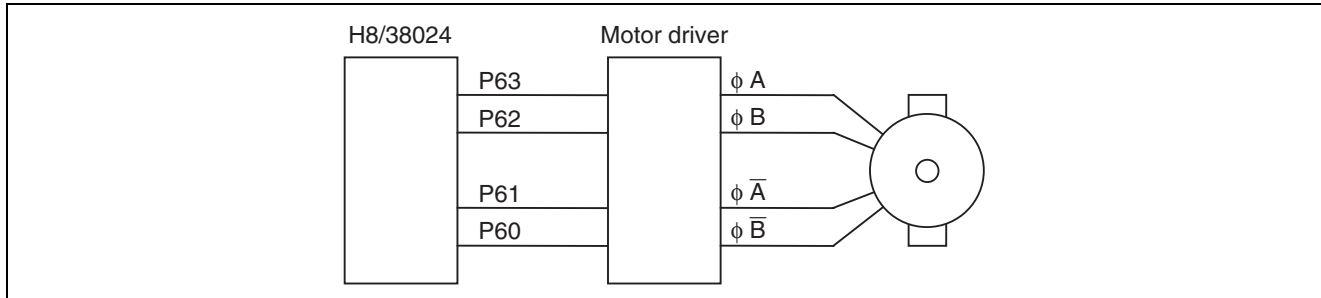 H8/38024 Motor driver
P63 ϕ A
P62 ϕ B
P61 ϕ A̅
P60 ϕ B̅